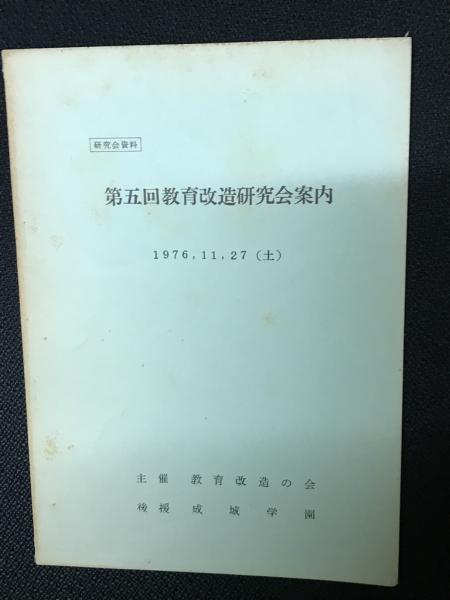 研究会資料
第五回教育改造研究会案内
1976,11,27（土）
主催 教育改造の会
後援 成城学園